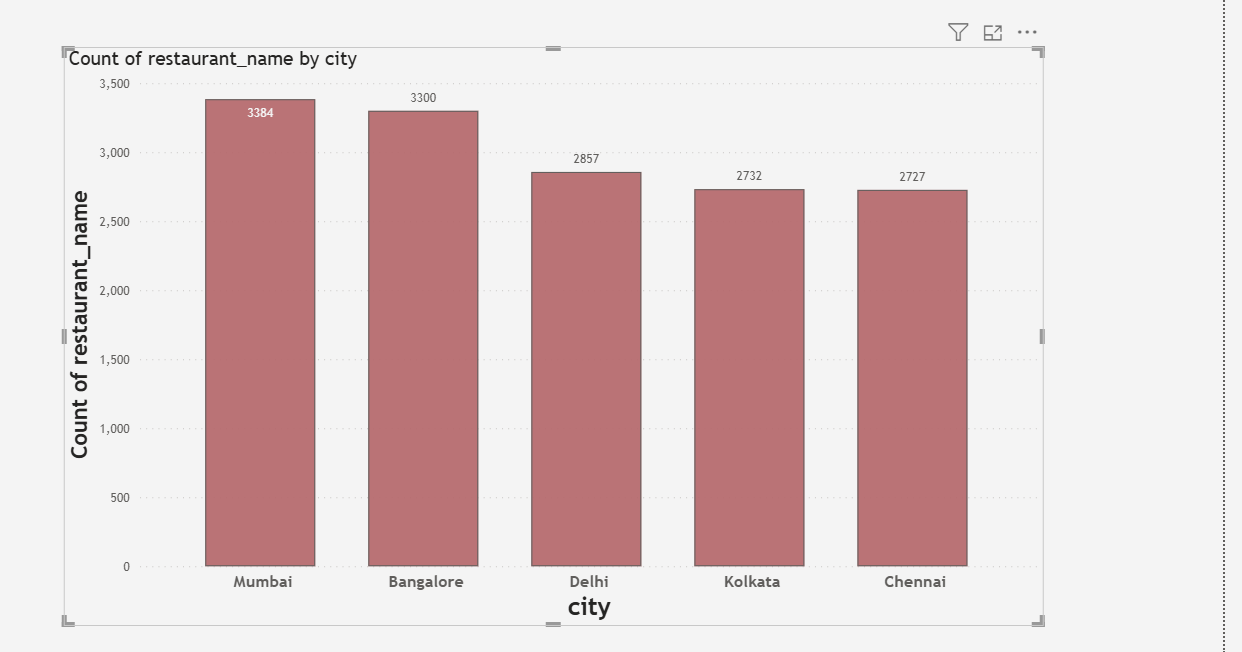 Count of restaurant_name by city
Count of restaurant_name
3,500
3,000
2,500
2,000
1,500
1,000
500
0
3384
3300
2857
2732
2727
Mumbai
Bangalore
Delhi
Kolkata
Chennai
city